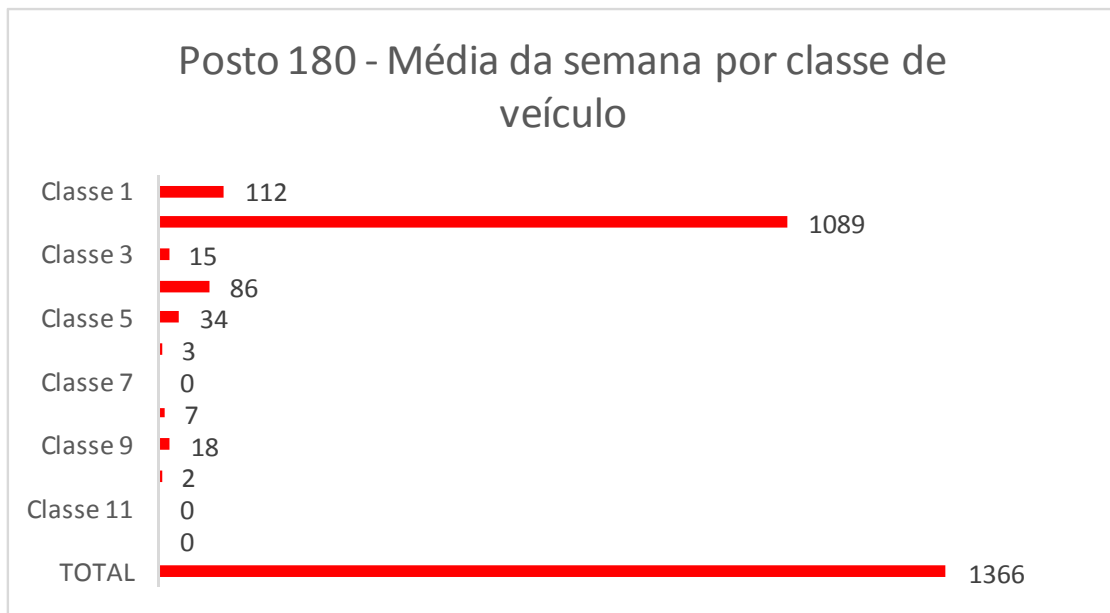 Posto 180 - Média da semana por classe de
veículo
Classe 1 112
1089
Classe 3 15
86
Classe 5 34
3
Classe 7 0
7
Classe 9 18
2
Classe 11 0
0
TOTAL 1366